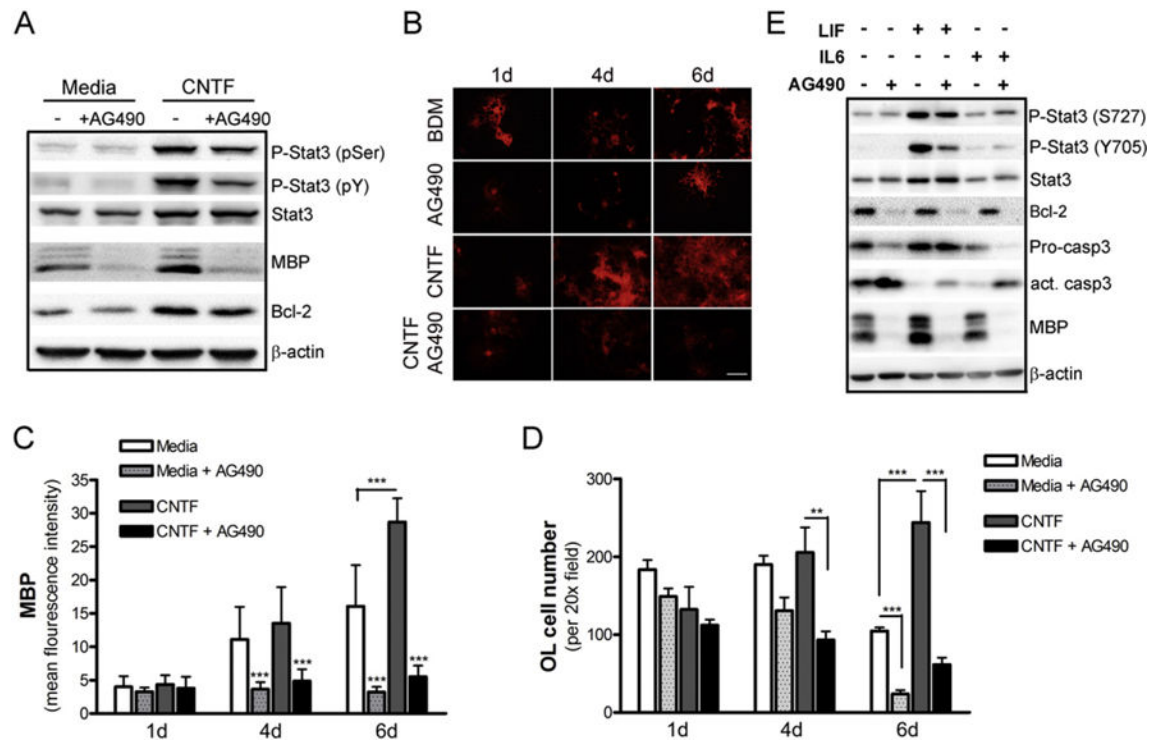 A
Media CNTF
- +AG490 - +AG490
P-Stat3 (pSer)
P-Stat3 (pY)
Stat3
MBP
Bcl-2
β-actin
B
1d 4d 6d
BDM
AG490
CNTF
CNTF
AG490
E
LIF - - + + - -
IL6 - - - - + +
AG490 - + - + - +
P-Stat3 (S727)
P-Stat3 (Y705)
Stat3
Bcl-2
Pro-casp3
act. casp3
MBP
β-actin
C
Media
Media + AG490
CNTF
CNTF + AG490
MBP
(mean flourescence intensity)
35
30
25
20
15
10
5
0
*** ***
***
***
1d 4d 6d
D
Media
Media + AG490
CNTF
CNTF + AG490
OL cell number
(per 20x field)
300
200
100
0
**
*** ***
***
1d 4d 6d